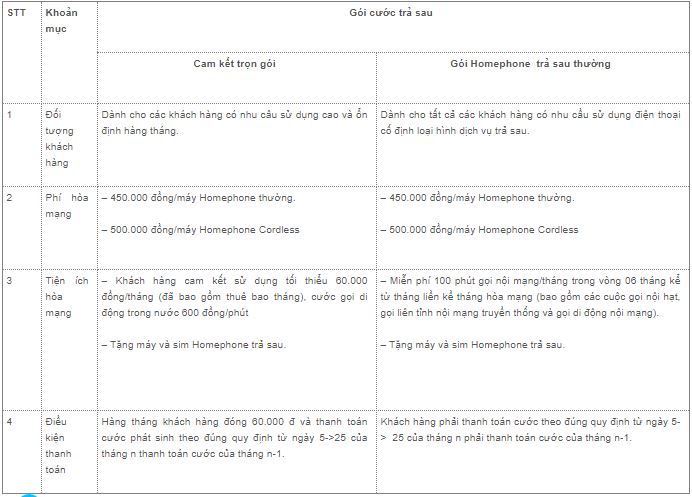 STT
Khoản
mục
Gói cước trả sau
Cam kết trọn gói
Gói Homephone trả sau thường
1
Đối
tượng
khách
hàng
Dành cho các khách hàng có nhu cầu sử dụng cao và ổn
định hàng tháng.
Dành cho tất cả các khách hàng có nhu cầu sử dụng điện thoại
cố định loại hình dịch vụ trả sau.
2
Phí hòa
mạng
– 450.000 đồng/máy Homephone thường.
– 500.000 đồng/máy Homephone Cordless
– 450.000 đồng/máy Homephone thường.
– 500.000 đồng/máy Homephone Cordless
3
Tiện ích
hòa
mạng
– Khách hàng cam kết sử dụng tối thiểu 60.000
đồng/tháng (đã bao gồm thuê bao tháng), cước gọi di
động trong nước 600 đồng/phút
– Tặng máy và sim Homephone trả sau.
– Miễn phí 100 phút gọi nội mạng/tháng trong vòng 06 tháng kể
từ tháng liền kề tháng hòa mạng (bao gồm các cuộc gọi nội hạt,
gọi liên tỉnh nội mạng truyền thống và gọi di động nội mạng).
– Tặng máy và sim Homephone trả sau.
4
Điều
kiện
thanh
toán
Hàng tháng khách hàng đóng 60.000 đ và thanh toán
cước phát sinh theo đúng quy định từ ngày 5->25 của
tháng n thanh toán cước của tháng n-1.
Khách hàng phải thanh toán cước theo đúng quy định từ ngày 5-
> 25 của tháng n phải thanh toán cước của tháng n-1.